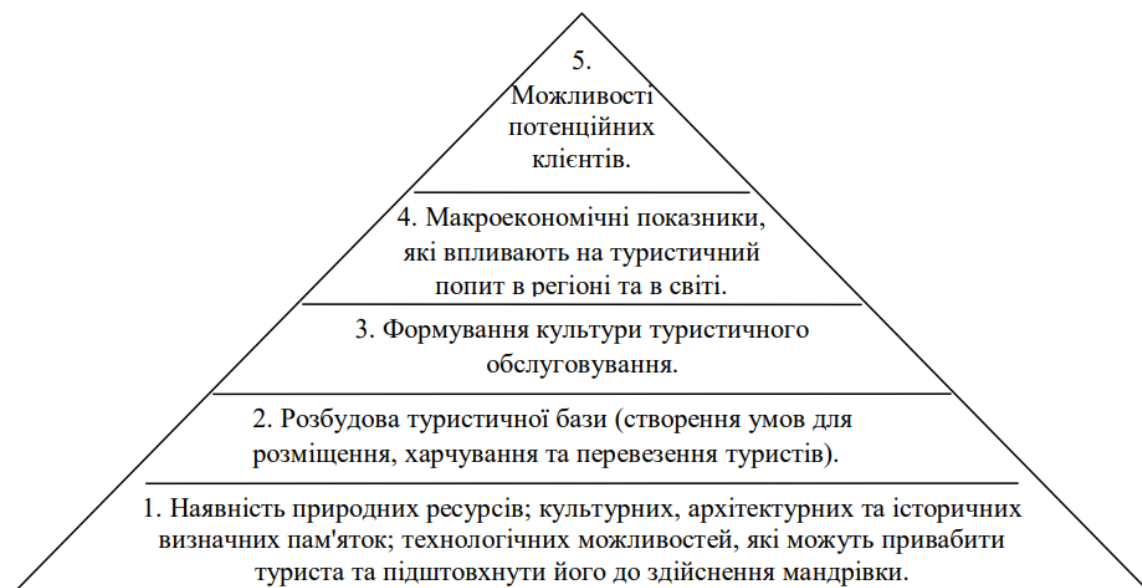 5.
Можливості
потенційних
клієнтів.
4. Макроекономічні показники,
які впливають на туристичний
попит в регіоні та в світі.
3. Формування культури туристичного
обслуговування.
2. Розбудова туристичної бази (створення умов для
розміщення, харчування та перевезення туристів).
1. Наявність природних ресурсів; культурних, архітектурних та історичних
визначних пам'яток; технологічних можливостей, які можуть привабити
туриста та підштовхнути його до здійснення мандрівки.